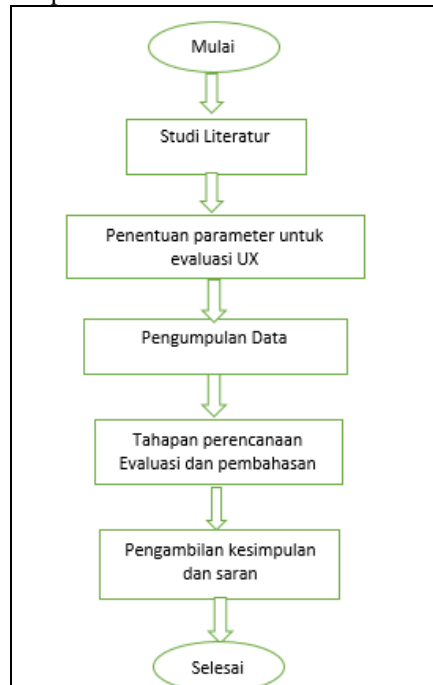 Mulai
Studi Literatur
Penentuan parameter untuk
evaluasi UX
Pengumpulan Data
Tahapan perencanaan
Evaluasi dan pembahasan
Pengambilan kesimpulan
dan saran
Selesai